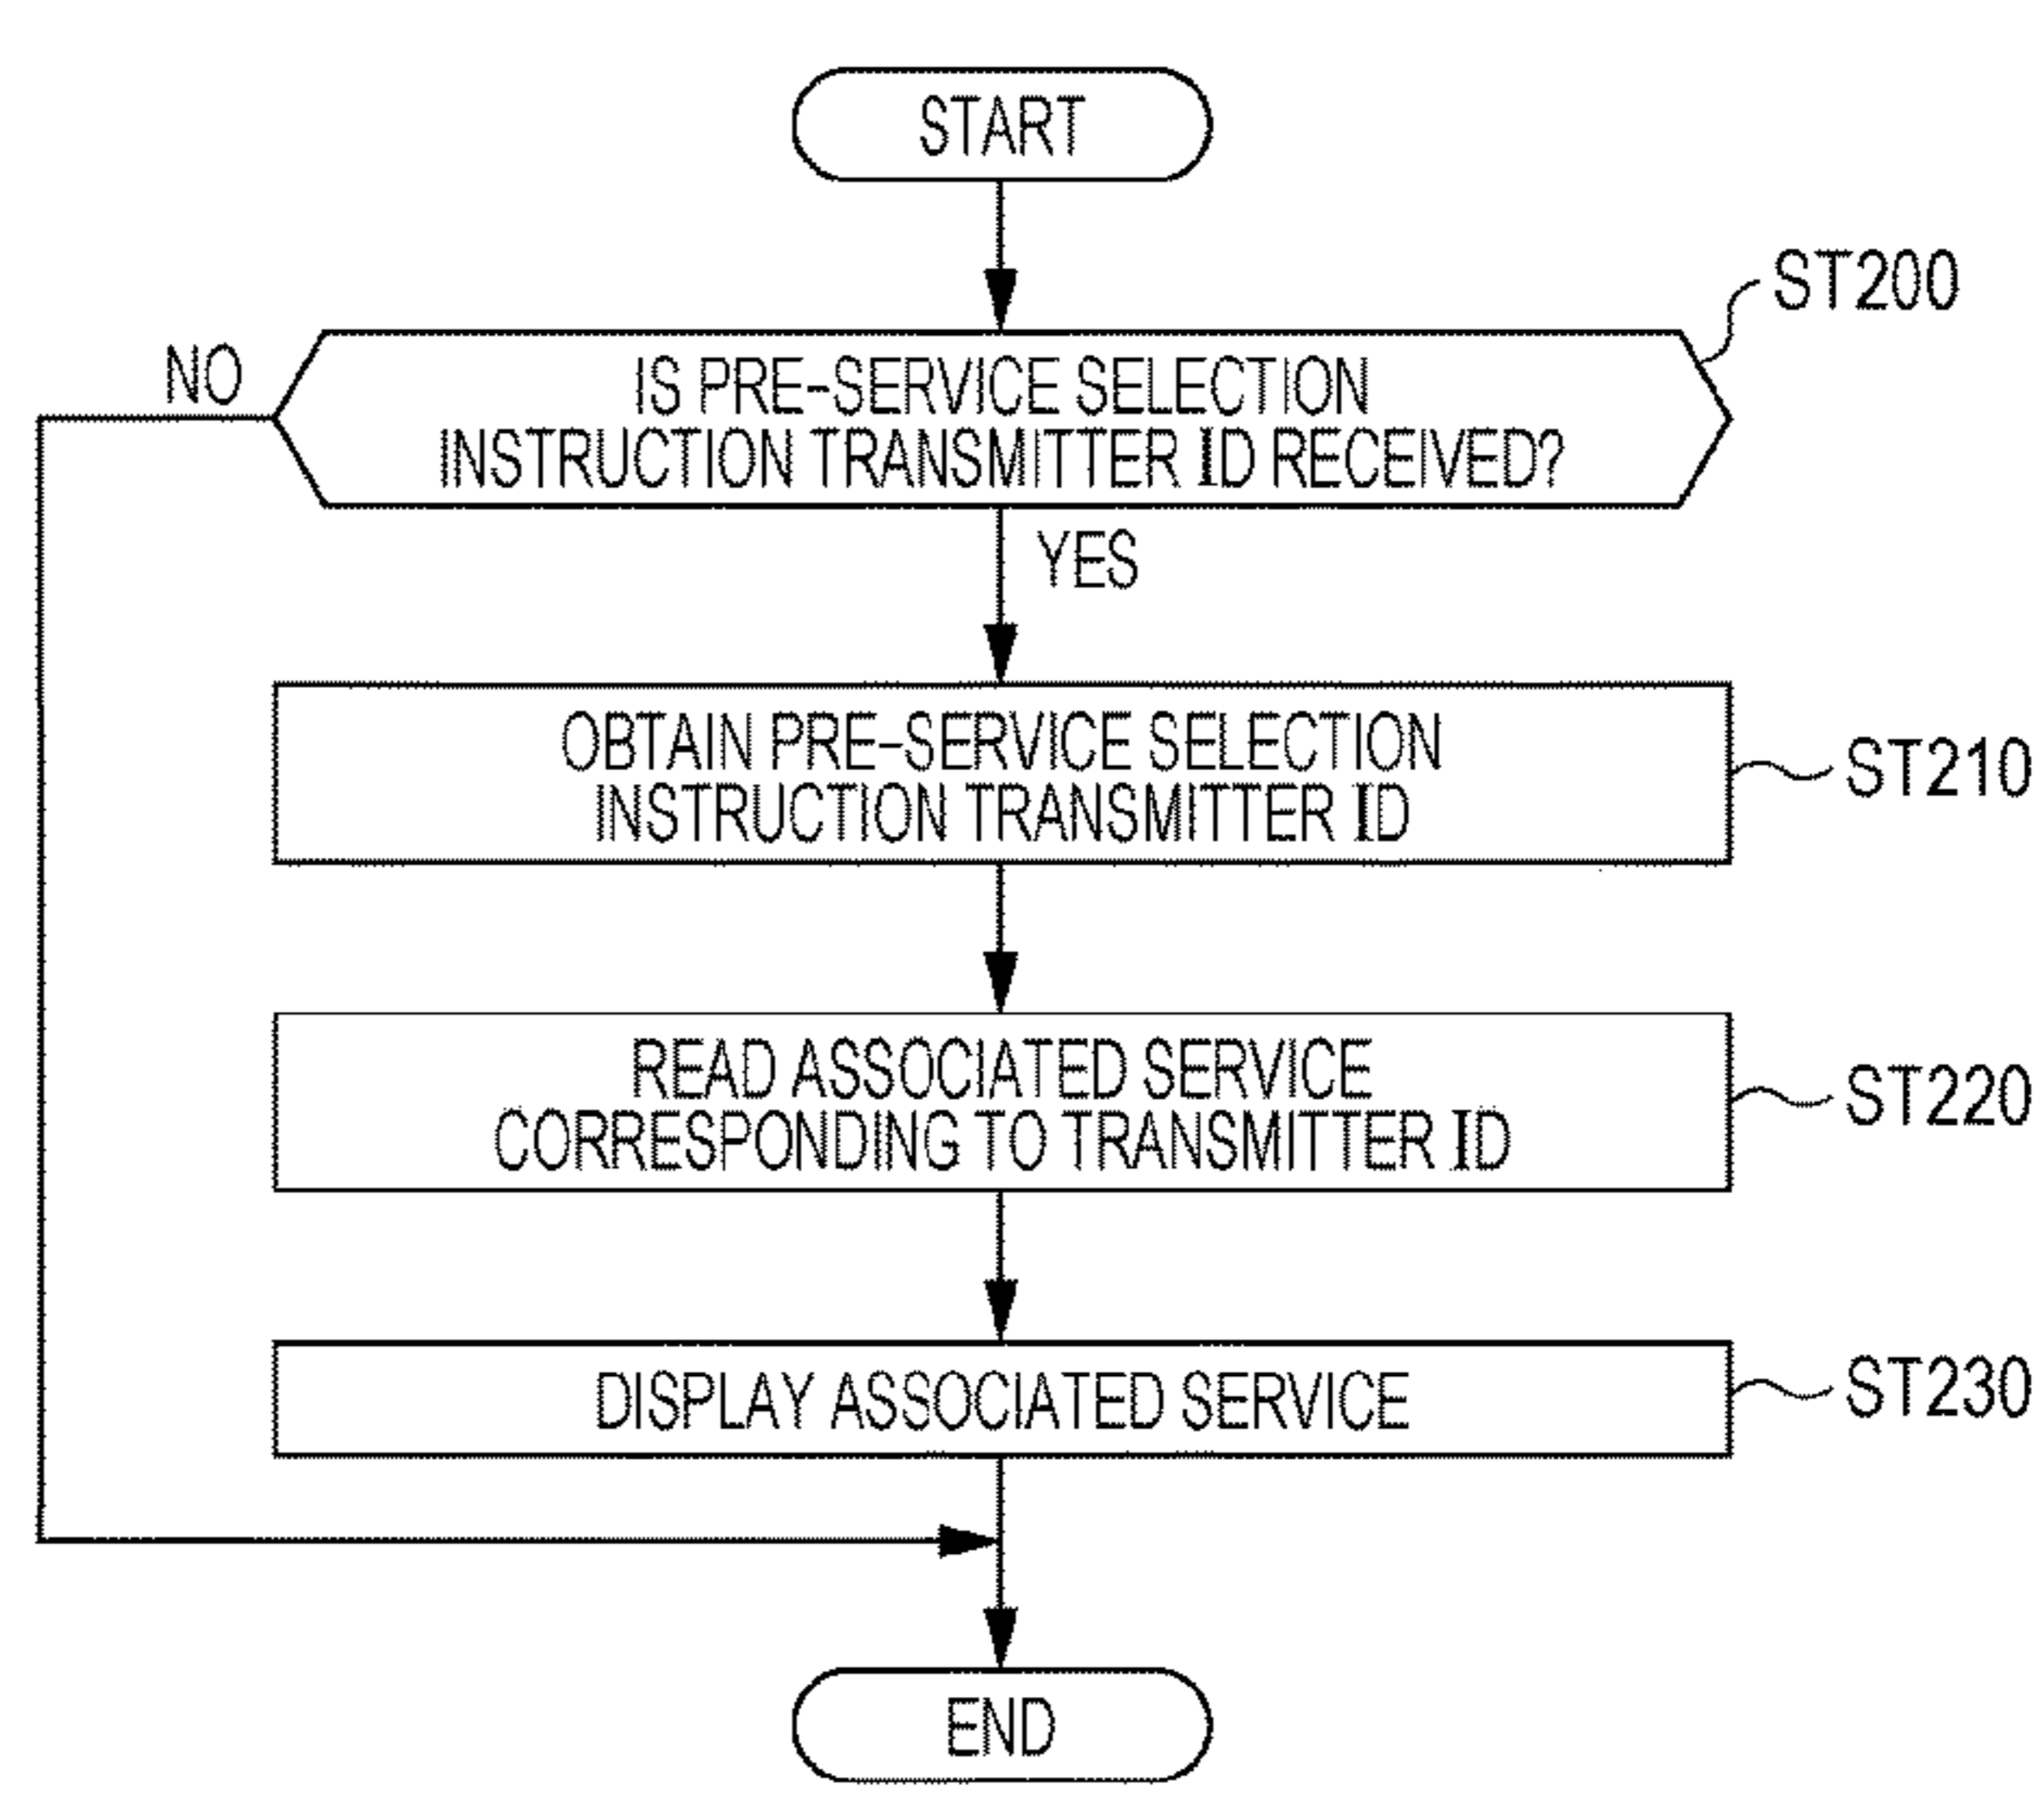 START
ST200
NO
IS PRE-SERVICE SELECTION
INSTRUCTION TRANSMITTER ID RECEIVED?
YES
OBTAIN PRE-SERVICE SELECTION
INSTRUCTION TRANSMITTER ID
ST210
READ ASSOCIATED SERVICE
CORRESPONDING TO TRANSMITTER ID
ST220
DISPLAY ASSOCIATED SERVICE
ST230
END